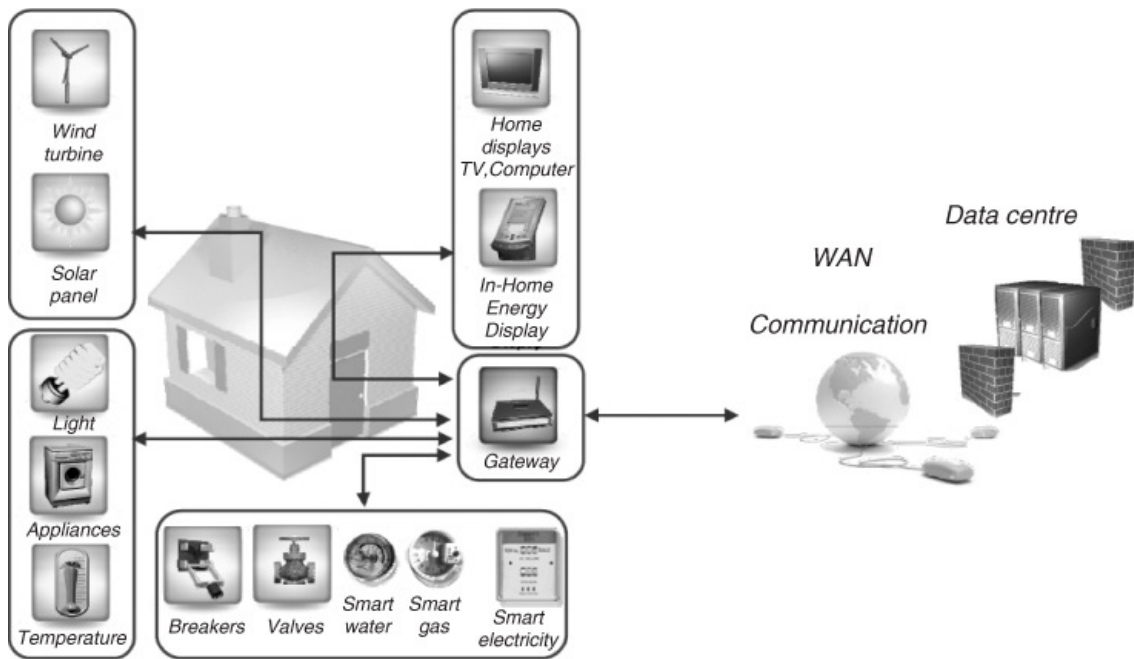 Wind
turbine
Solar
panel
Home
displays
TV,Computer
In-Home
Energy
Display
Light
Appliances
Temperature
Gateway
Breakers
Valves
Smart
water
Smart
gas
Smart
electricity
WAN
Communication
Data centre